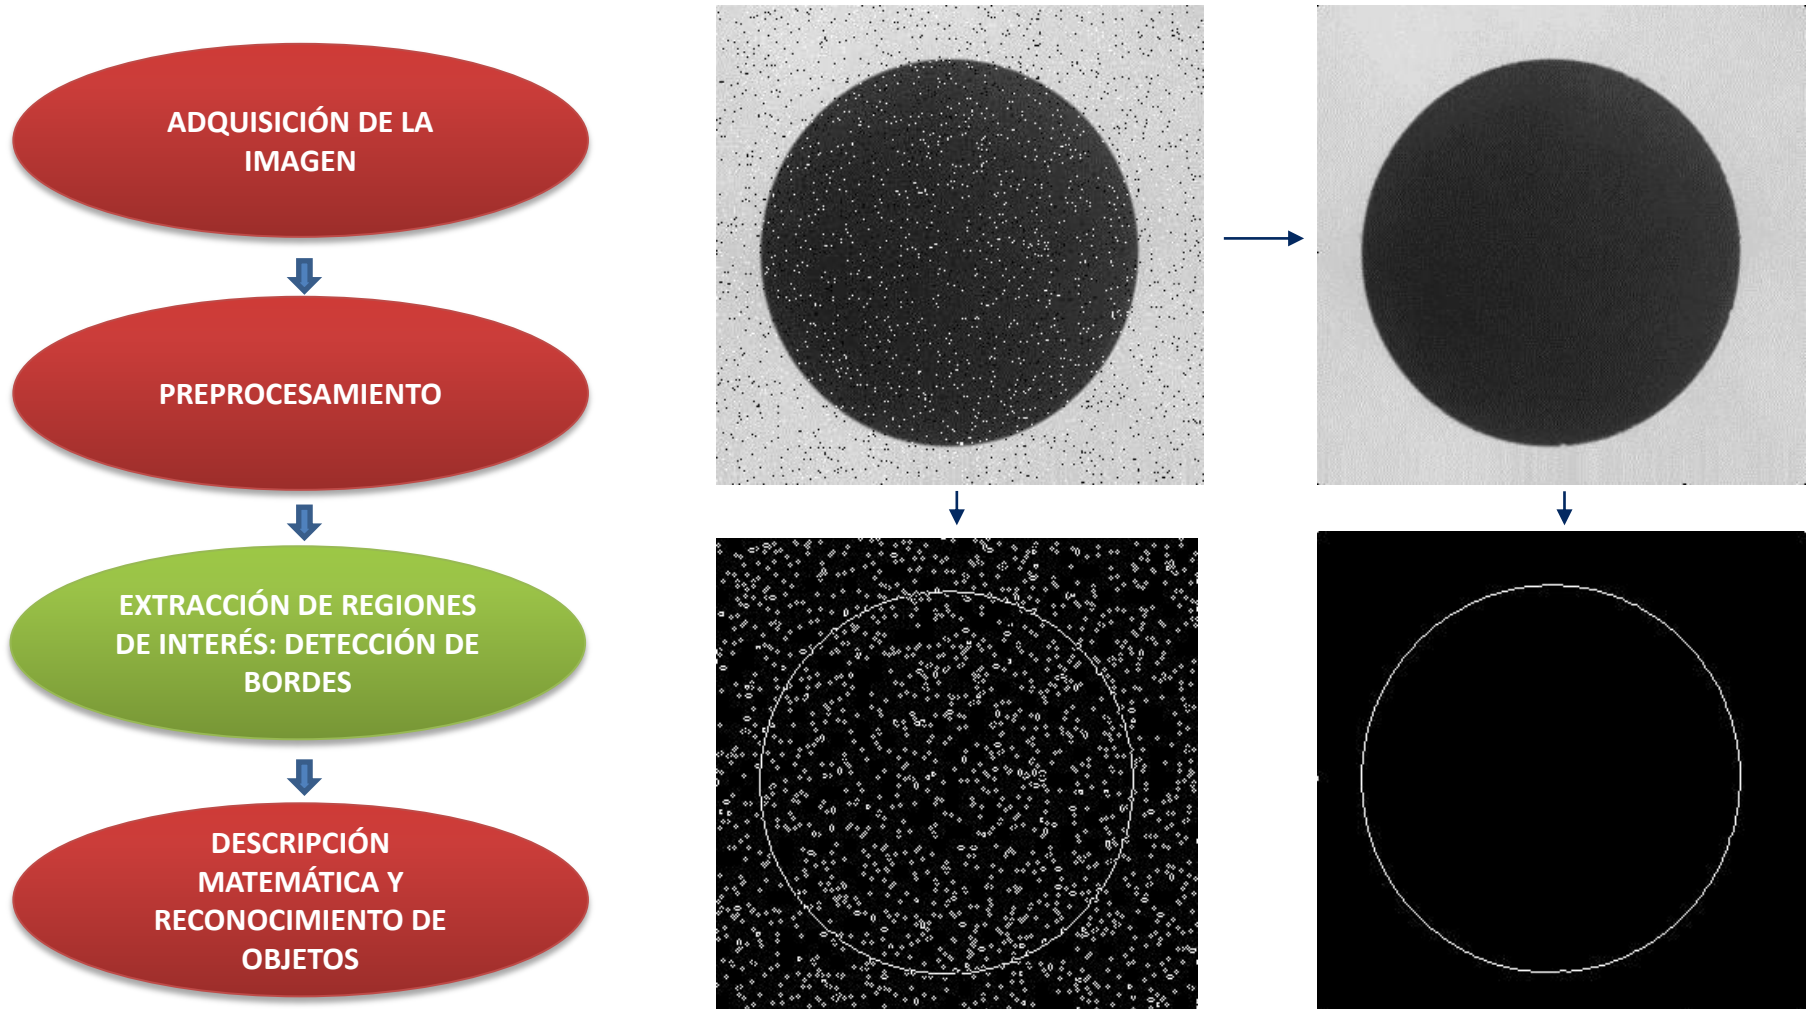 ADQUISICIÓN DE LA
IMAGEN
PREPROCESAMIENTO
EXTRACCIÓN DE REGIONES
DE INTERÉS: DETECCIÓN DE
BORDES
DESCRIPCIÓN
MATEMÁTICA Y
RECONOCIMIENTO DE
OBJETOS